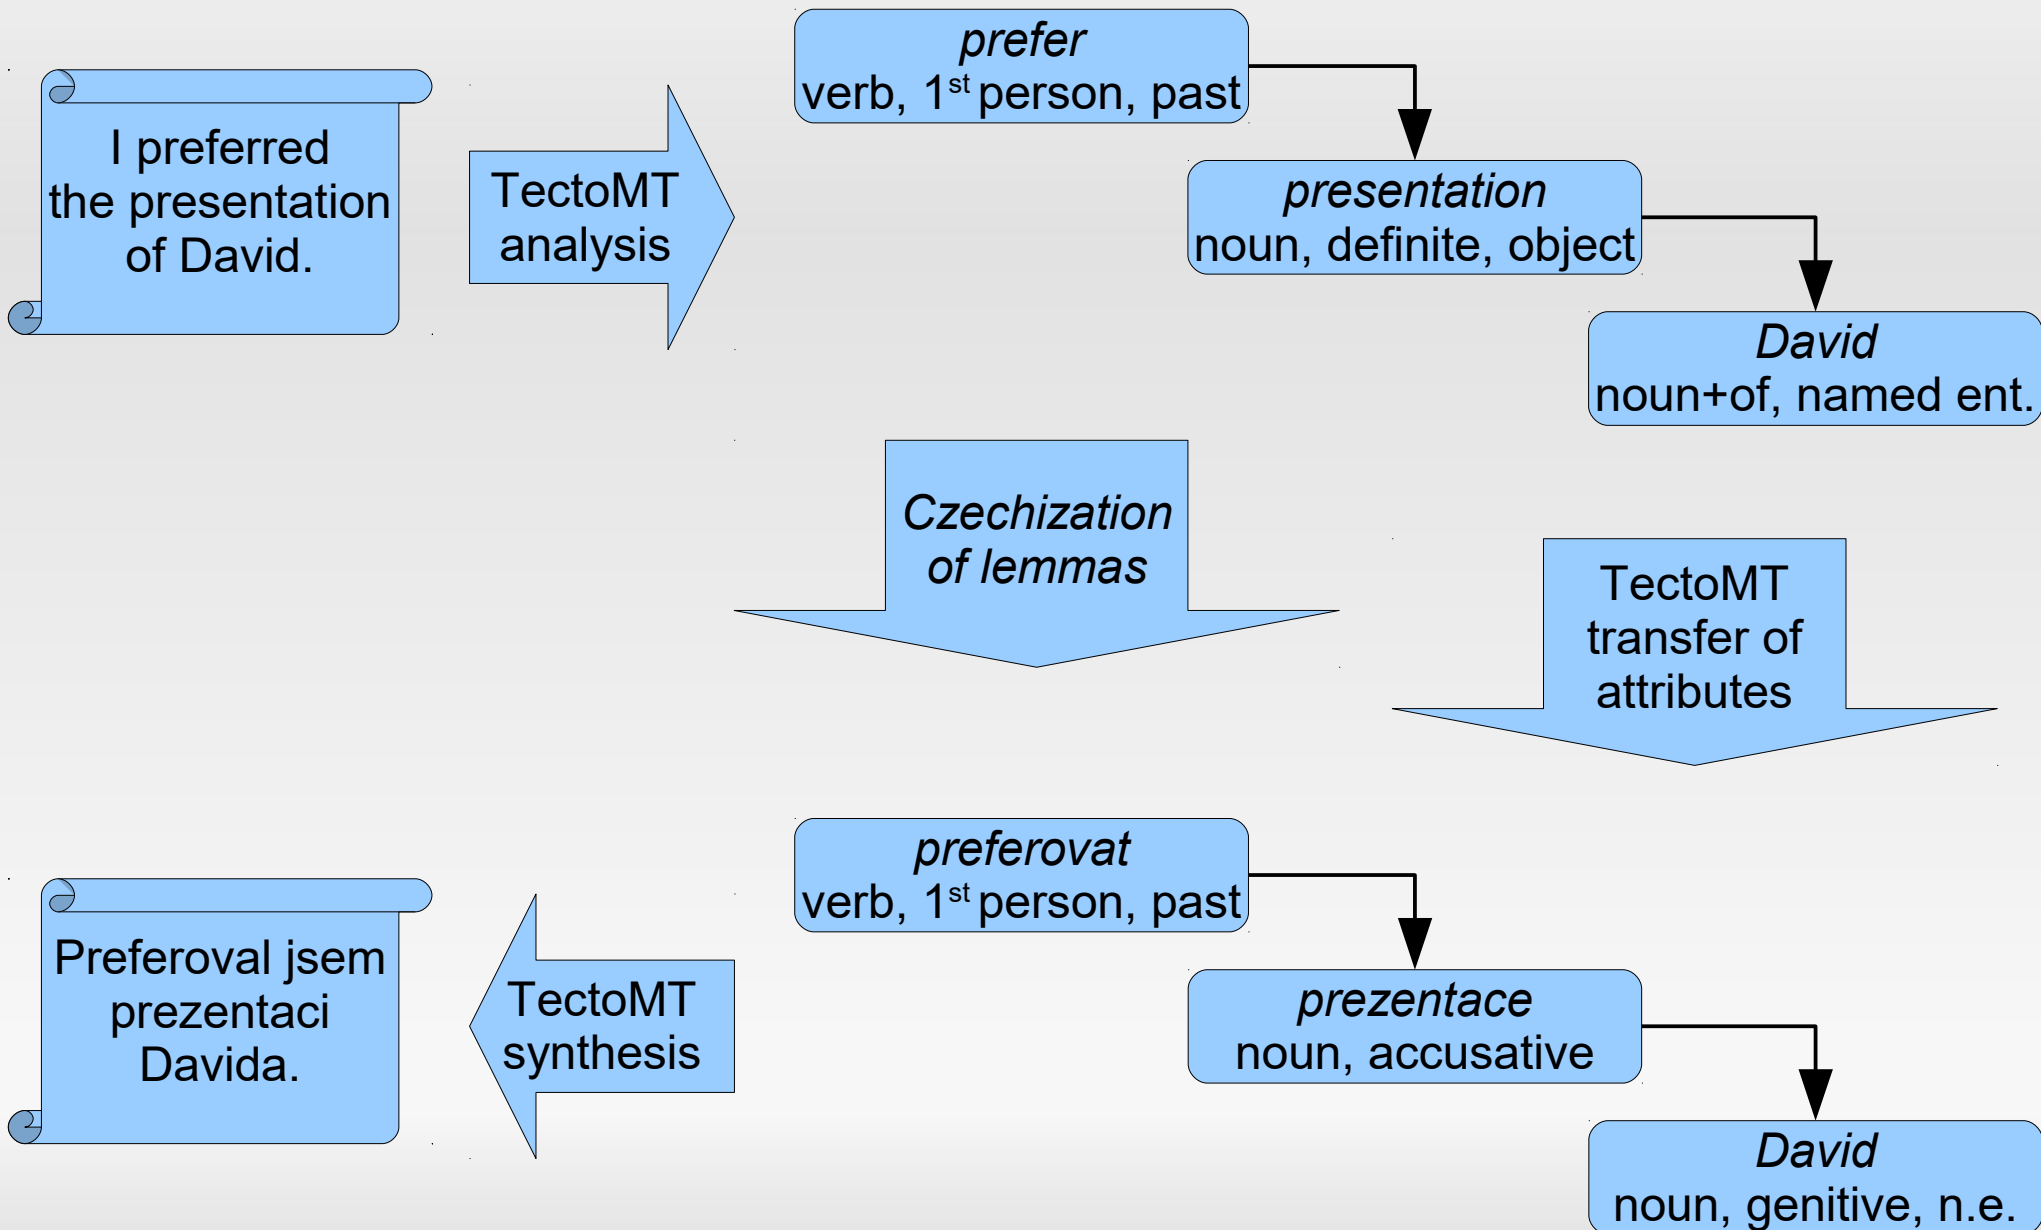 I preferred
the presentation
of David.
TectoMT
analysis
prefer
verb, 1st person, past
presentation
noun, definite, object
David
noun+of, named ent.
Czechization
of lemmas
TectoMT
transfer of
attributes
preferovat
verb, 1st person, past
prezentace
noun, accusative
David
noun, genitive, n.e.
TectoMT
synthesis
Preferoval jsem
prezentaci
Davida.